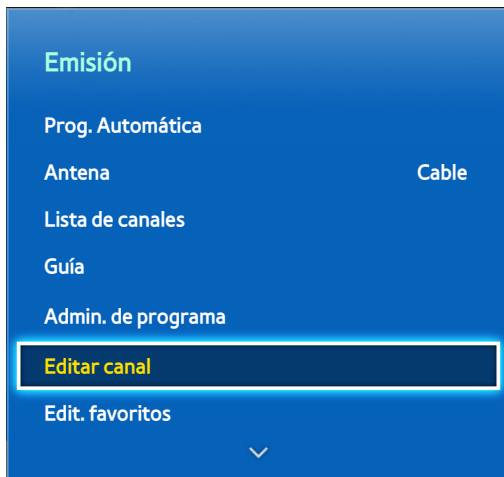 Emisión
Prog. Automática
Antena Cable
Lista de canales
Guía
Admin. de programa
Editar canal
Edit. favoritos